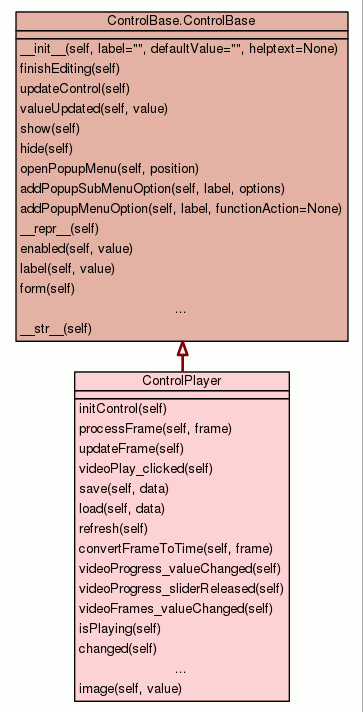 ControlBase.ControlBase
__init__(self, label="", defaultValue="", helptext=None)
finishEditing(self)
updateControl(self)
valueUpdated(self, value)
show(self)
hide(self)
openPopupMenu(self, position)
addPopupSubMenuOption(self, label, options)
addPopupMenuOption(self, label, functionAction=None)
__repr__(self)
enabled(self, value)
label(self, value)
form(self)
...
__str__(self)
ControlPlayer
initControl(self)
processFrame(self, frame)
updateFrame(self)
videoPlay_clicked(self)
save(self, data)
load(self, data)
refresh(self)
convertFrameToTime(self, frame)
videoProgress_valueChanged(self)
videoProgress_sliderReleased(self)
videoFrames_valueChanged(self)
isPlaying(self)
changed(self)
...
image(self, value)